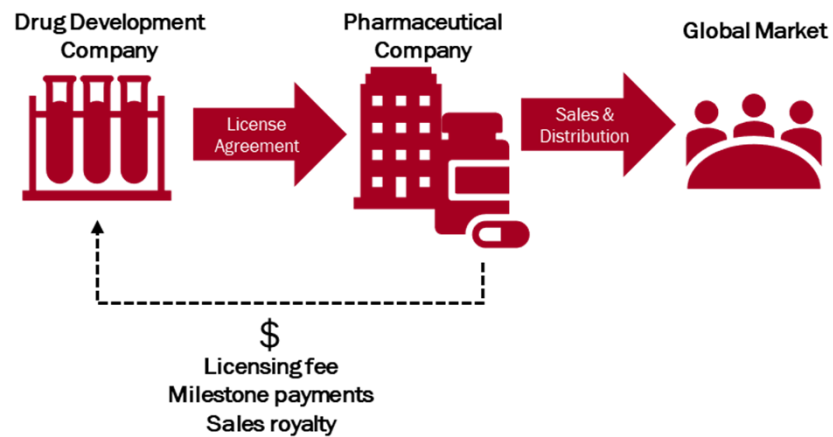 Drug Development
Company
Pharmaceutical
Company
Global Market
License
Agreement
Sales &
Distribution
$
Licensing fee
Milestone payments
Sales royalty